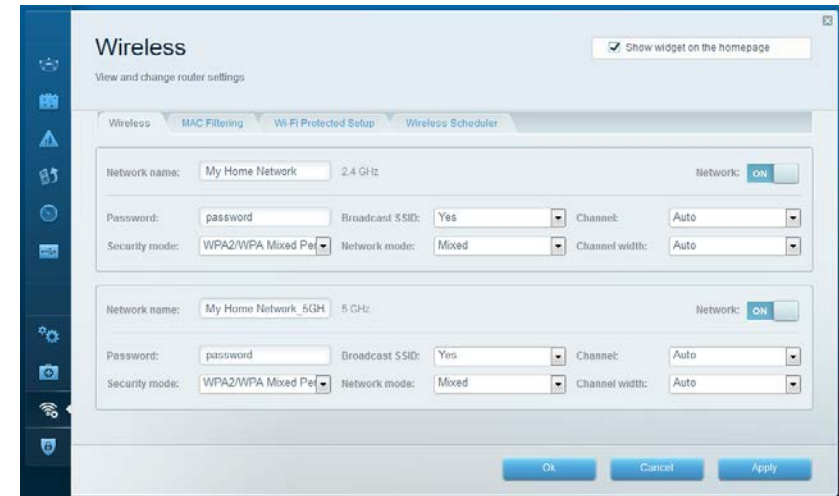 Wireless
Show widget on the homepage
View and change router settings
Wireless MAC Filtering Wi-Fi Protected Setup Wireless Scheduler
Network name: My Home Network 2.4 GHz Network: ON
Password: password Broadcast SSID: Yes Channel: Auto
Security mode: WPA2/WPA Mixed Per Network mode: Mixed Channel width: Auto
Network name: My Home Network_5GH 5 GHz Network: ON
Password: password Broadcast SSID: Yes Channel: Auto
Security mode: WPA2/WPA Mixed Per Network mode: Mixed Channel width: Auto
Ok Cancel Apply